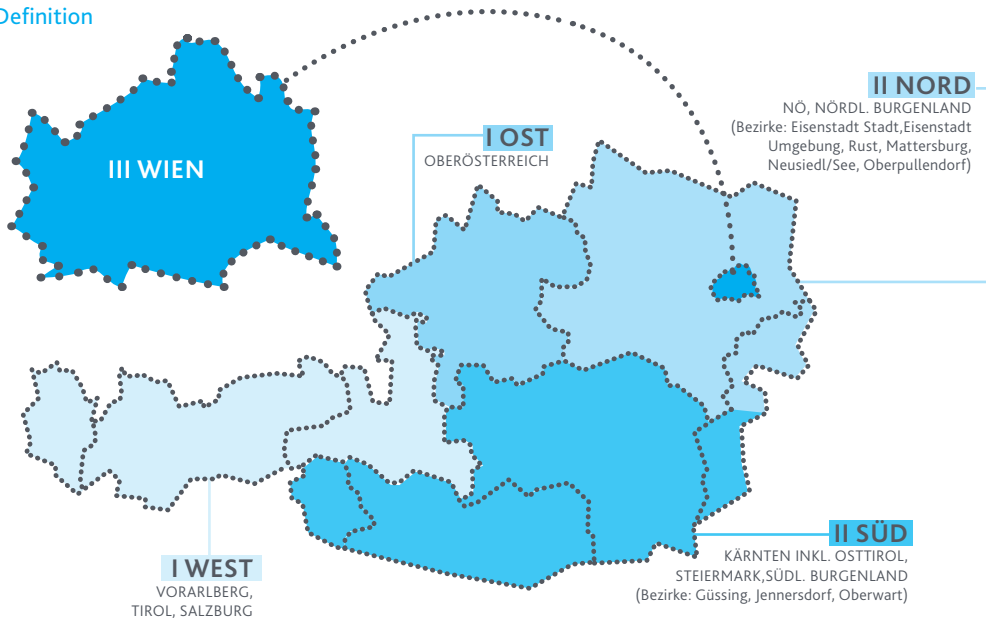 Definition
III WIEN
II NORD
NÖ, NÖRDL. BURGENLAND
(Bezirke: Eisenstadt Stadt,Eisenstadt
Umgebung, Rust, Mattersburg,
Neusiedl/See, Oberpullendorf)
I OST
OBERÖSTERREICH
II SÜD
KÄRNTEN INKL. OSTTIROL,
STEIERMARK,SÜDL. BURGENLAND
(Bezirke: Güssing, Jennersdorf, Oberwart)
I WEST
VORARLBERG,
TIROL, SALZBURG